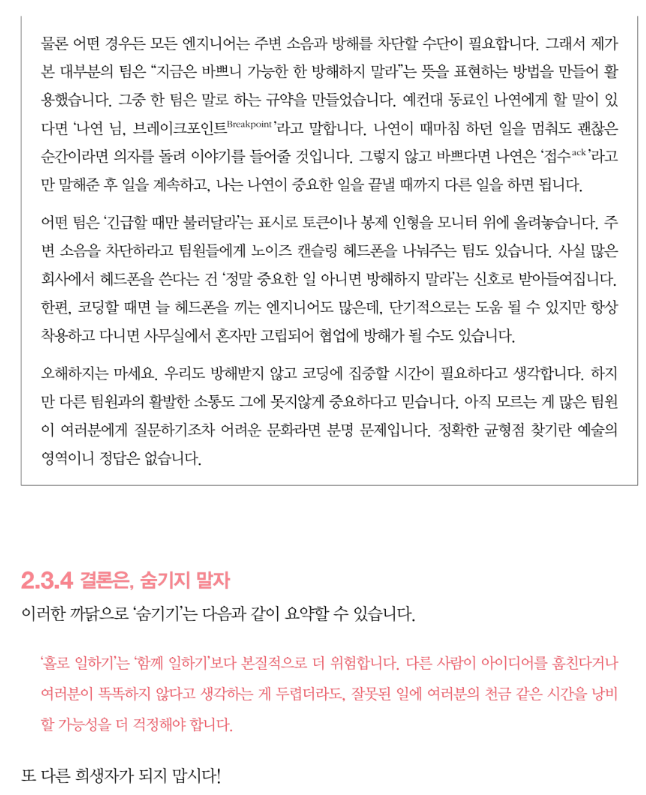 물론 어떤 경우든 모든 엔지니어는 주변 소음과 방해를 차단할 수단이 필요합니다. 그래서 제가
본 대부분의 팀은 “지금은 바쁘니 가능한 한 방해하지 말라”는 뜻을 표현하는 방법을 만들어 활
용했습니다. 그중 한 팀은 말로 하는 규약을 만들었습니다. 예컨대 동료인 나연에게 할 말이 있
다면 ‘나연 님, 브레이크포인트Breakpoint’라고 말합니다. 나연이 때마침 하던 일을 멈춰도 괜찮은
순간이라면 의자를 돌려 이야기를 들어줄 것입니다. 그렇지 않고 바쁘다면 나연은 ‘접수ack’라고
만 말해준 후 일을 계속하고, 나는 나연이 중요한 일을 끝낼 때까지 다른 일을 하면 됩니다.
어떤 팀은 ‘긴급할 때만 불러달라’는 표시로 토큰이나 봉제 인형을 모니터 위에 올려놓습니다. 주
변 소음을 차단하라고 팀원들에게 노이즈 캔슬링 헤드폰을 나눠주는 팀도 있습니다. 사실 많은
회사에서 헤드폰을 쓴다는 건 ‘정말 중요한 일 아니면 방해하지 말라’는 신호로 받아들여집니다.
한편, 코딩할 때면 늘 헤드폰을 끼는 엔지니어도 많은데, 단기적으로는 도움 될 수 있지만 항상
착용하고 다니면 사무실에서 혼자만 고립되어 협업에 방해가 될 수도 있습니다.
오해하지는 마세요. 우리도 방해받지 않고 코딩에 집중할 시간이 필요하다고 생각합니다. 하지
만 다른 팀원과의 활발한 소통도 그에 못지않게 중요하다고 믿습니다. 아직 모르는 게 많은 팀원
이 여러분에게 질문하기조차 어려운 문화라면 분명 문제입니다. 정확한 균형점 찾기란 예술의
영역이니 정답은 없습니다.
2.3.4 결론은, 숨기지 말자
이러한 까닭으로 ‘숨기기’는 다음과 같이 요약할 수 있습니다.
‘홀로 일하기’는 ‘함께 일하기’보다 본질적으로 더 위험합니다. 다른 사람이 아이디어를 훔친다거나
여러분이 똑똑하지 않다고 생각하는 게 두렵더라도, 잘못된 일에 여러분의 천금 같은 시간을 낭비
할 가능성을 더 걱정해야 합니다.
또 다른 희생자가 되지 맙시다!